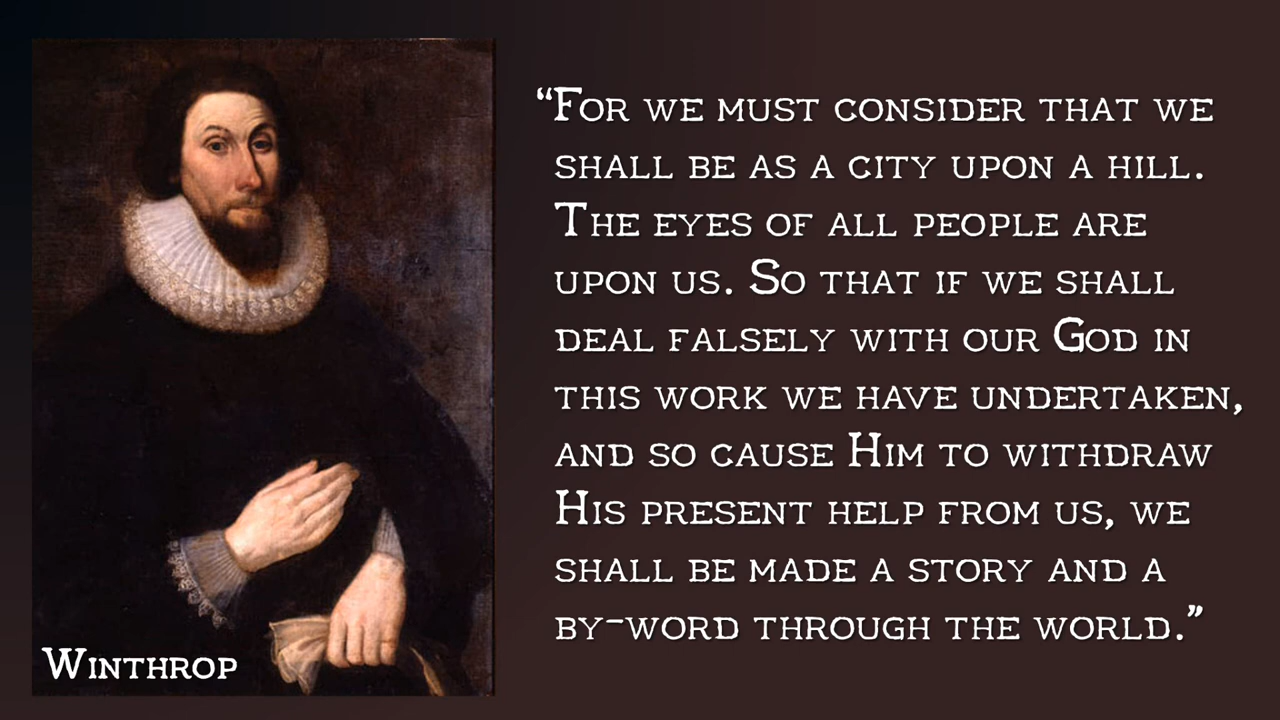 “For we must consider that we
shall be as a city upon a hill.
The eyes of all people are
upon us. So that if we shall
deal falsely with our God in
this work we have undertaken,
and so cause Him to withdraw
His present help from us, we
shall be made a story and a
by-word through the world.”
Winthrop